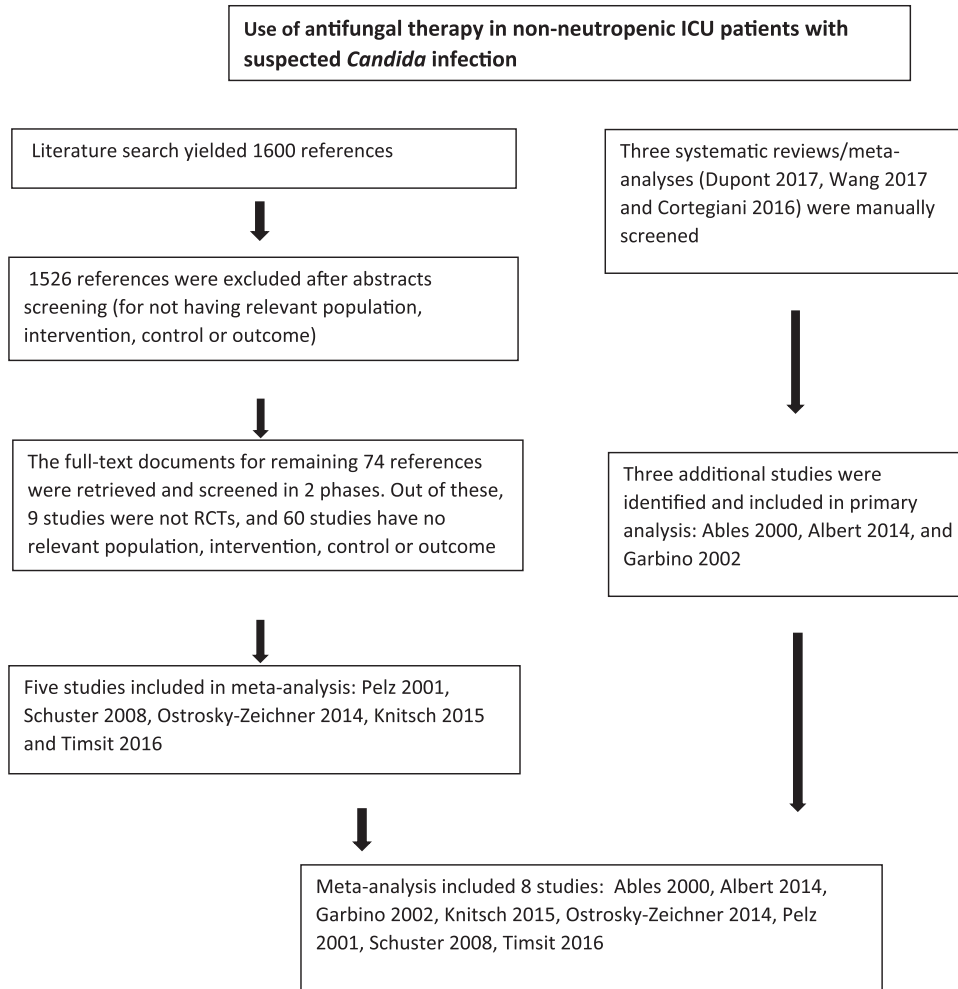 Use of antifungal therapy in non-neutropenic ICU patients with
suspected Candida infection
Literature search yielded 1600 references
1526 references were excluded after abstracts
screening (for not having relevant population,
intervention, control or outcome)
The full-text documents for remaining 74 references
were retrieved and screened in 2 phases. Out of these,
9 studies were not RCTs, and 60 studies have no
relevant population, intervention, control or outcome
Five studies included in meta-analysis: Pelz 2001,
Schuster 2008, Ostrosky-Zeichner 2014, Knitsch 2015
and Timsit 2016
Three systematic reviews/meta-
analyses (Dupont 2017, Wang 2017
and Cortegiani 2016) were manually
screened
Three additional studies were
identified and included in primary
analysis: Ables 2000, Albert 2014, and
Garbino 2002
Meta-analysis included 8 studies: Ables 2000, Albert 2014,
Garbino 2002, Knitsch 2015, Ostrosky-Zeichner 2014, Pelz
2001, Schuster 2008, Timsit 2016